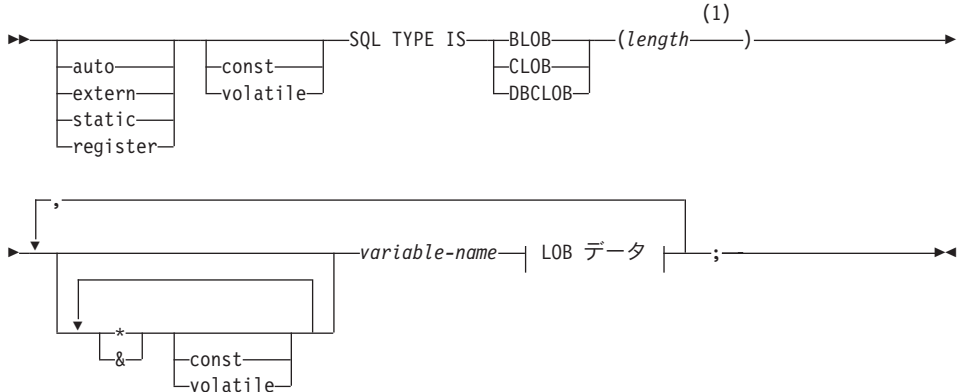 (1)
SQL TYPE IS BLOB (length )
auto const CLOB
extern volatile DBCLOB
static
register
,
variable-name LOB データ ;
*
& const
volatile